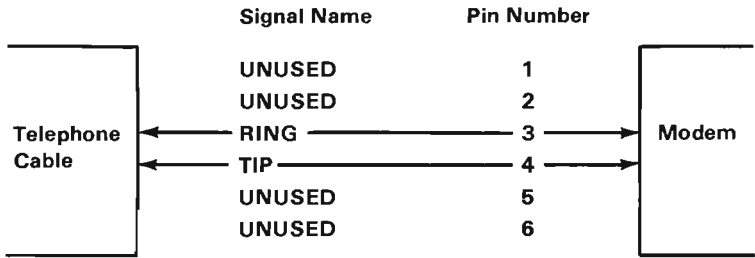 Signal Name Pin Number
UNUSED 1
UNUSED 2
Telephone Cable RING 3 Modem
TIP 4
UNUSED 5
UNUSED 6